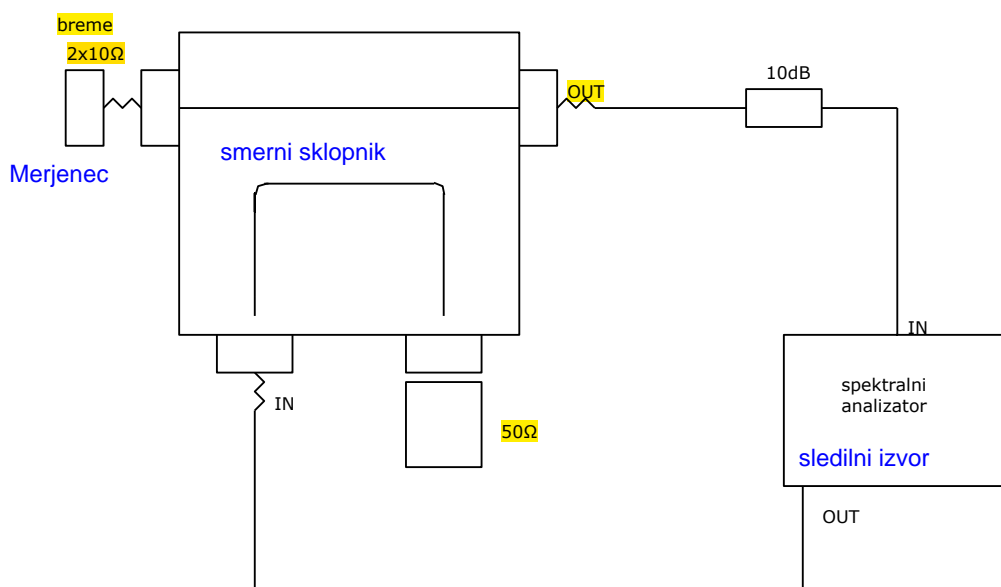 breme
2x10Ω
10dB
OUT
smerni sklopnik
Merjenec
IN
spektralni
analizator
IN
50Ω
sledilni izvor
OUT